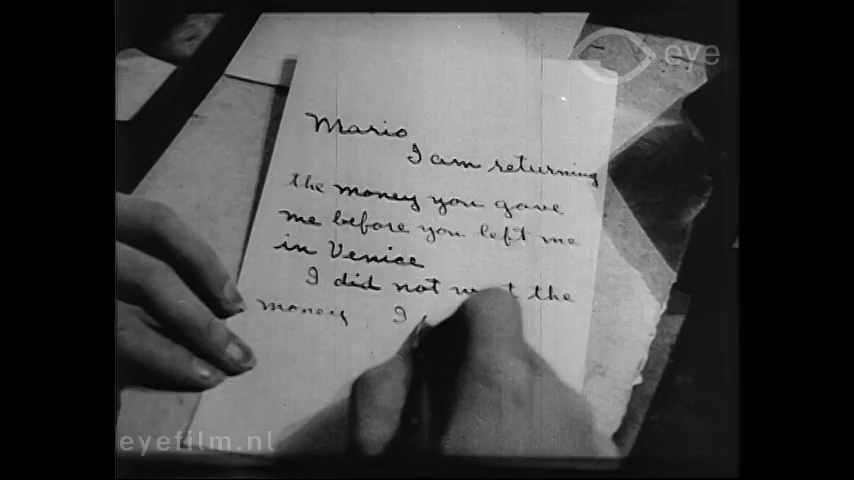 eye
Mario
I am returning
the money you gave
me before you left me
in Venice
I did not the
money I
eyefilm.nl